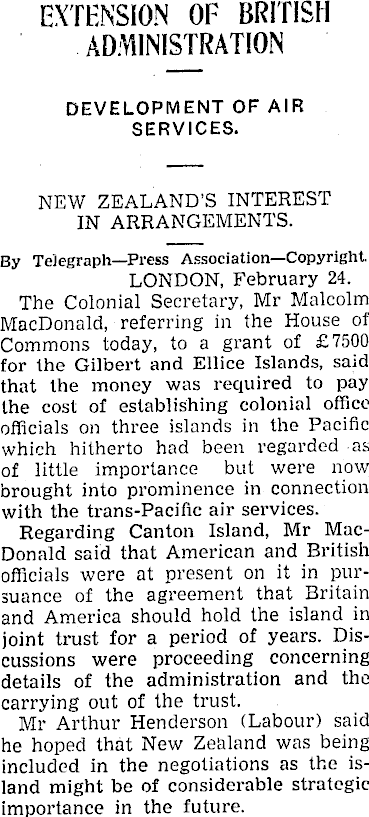 EXTENSION OF BRITISH
ADMINISTRATION
DEVELOPMENT OF AIR
SERVICES.
NEW ZEALAND'S INTEREST
IN ARRANGEMENTS.
By Telegraph—Press Association—Copyright.
LONDON, February 24.
The Colonial Secretary, Mr Malcolm
MacDonald, referring in the House of
Commons today, to a grant of £7500
for the Gilbert and Ellice Islands, said
that the money was required to pay
the cost of establishing colonial office
officials on three islands in the Pacific
which hitherto had been regarded as
of little importance but were now
brought into prominence in connection
with the trans-Pacific air services.
Regarding Canton Island, Mr Mac-
Donald said that American and British
officials were at present on it in pur-
suance of the agreement that Britain
and America should hold the island in
joint trust for a period of years. Dis-
cussions were proceeding concerning
details of the administration and the
carrying out of the trust.
Mr Arthur Henderson (Labour) said
he hoped that New Zealand was being
included in the negotiations as the is-
land might be of considerable strategic
importance in the future.